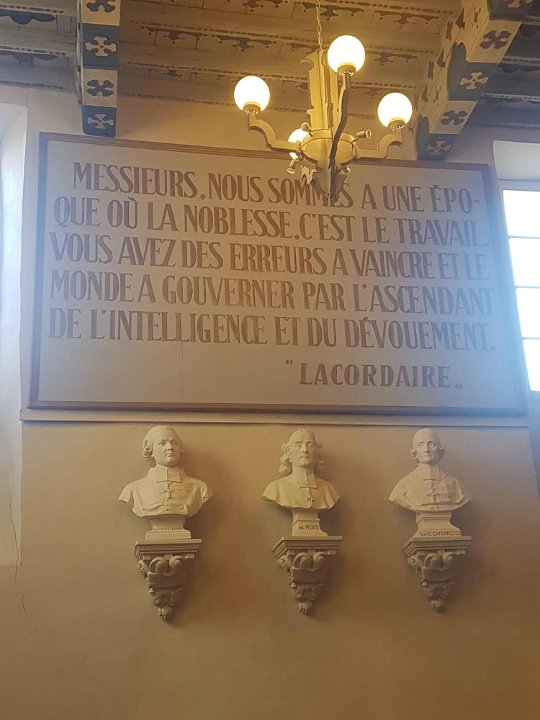 MESSIEURS, NOUS SOMMES A UNE ÉPO-
QUE OÙ LA NOBLESSE, C'EST LE TRAVAIL.
VOUS AVEZ DES ERREURS A VAINCRE ET LE
MONDE A GOUVERNER PAR L'ASCENDANT
DE L'INTELLIGENCE ET DU DÉVOUEMENT.
"LACORDAIRE"